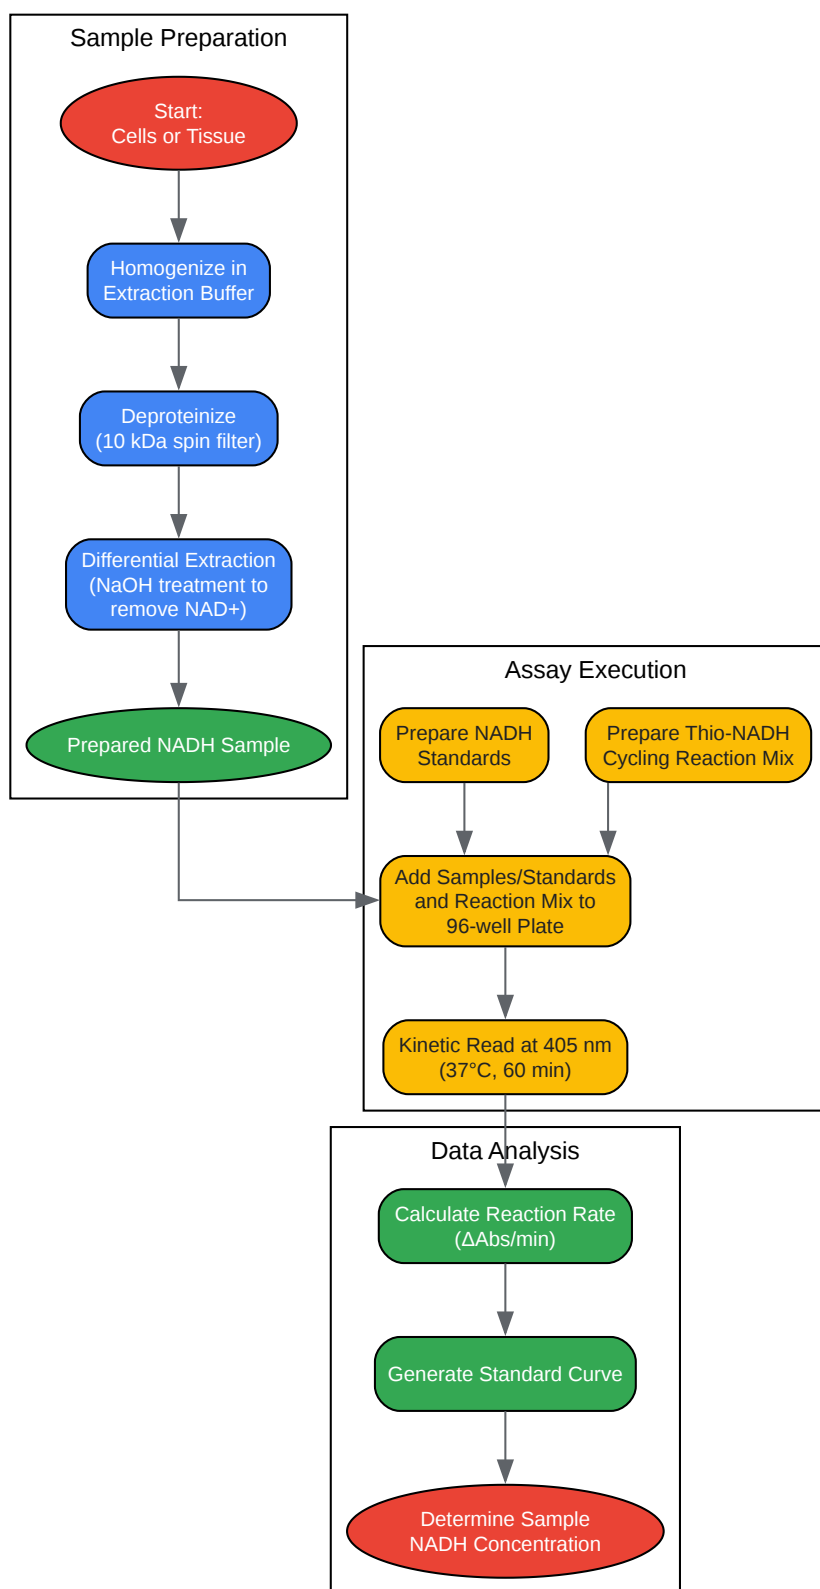 Sample Preparation
Start:
Cells or Tissue
Homogenize in
Extraction Buffer
Deproteinize
(10 kDa spin filter)
Differential Extraction
(NaOH treatment to
remove NAD+)
Prepared NADH Sample
Assay Execution
Prepare NADH
Standards
Prepare Thio-NADH
Cycling Reaction Mix
Add Samples/Standards
and Reaction Mix to
96-well Plate
Kinetic Read at 405 nm
(37°C, 60 min)
Data Analysis
Calculate Reaction Rate
(ΔAbs/min)
Generate Standard Curve
Determine Sample
NADH Concentration